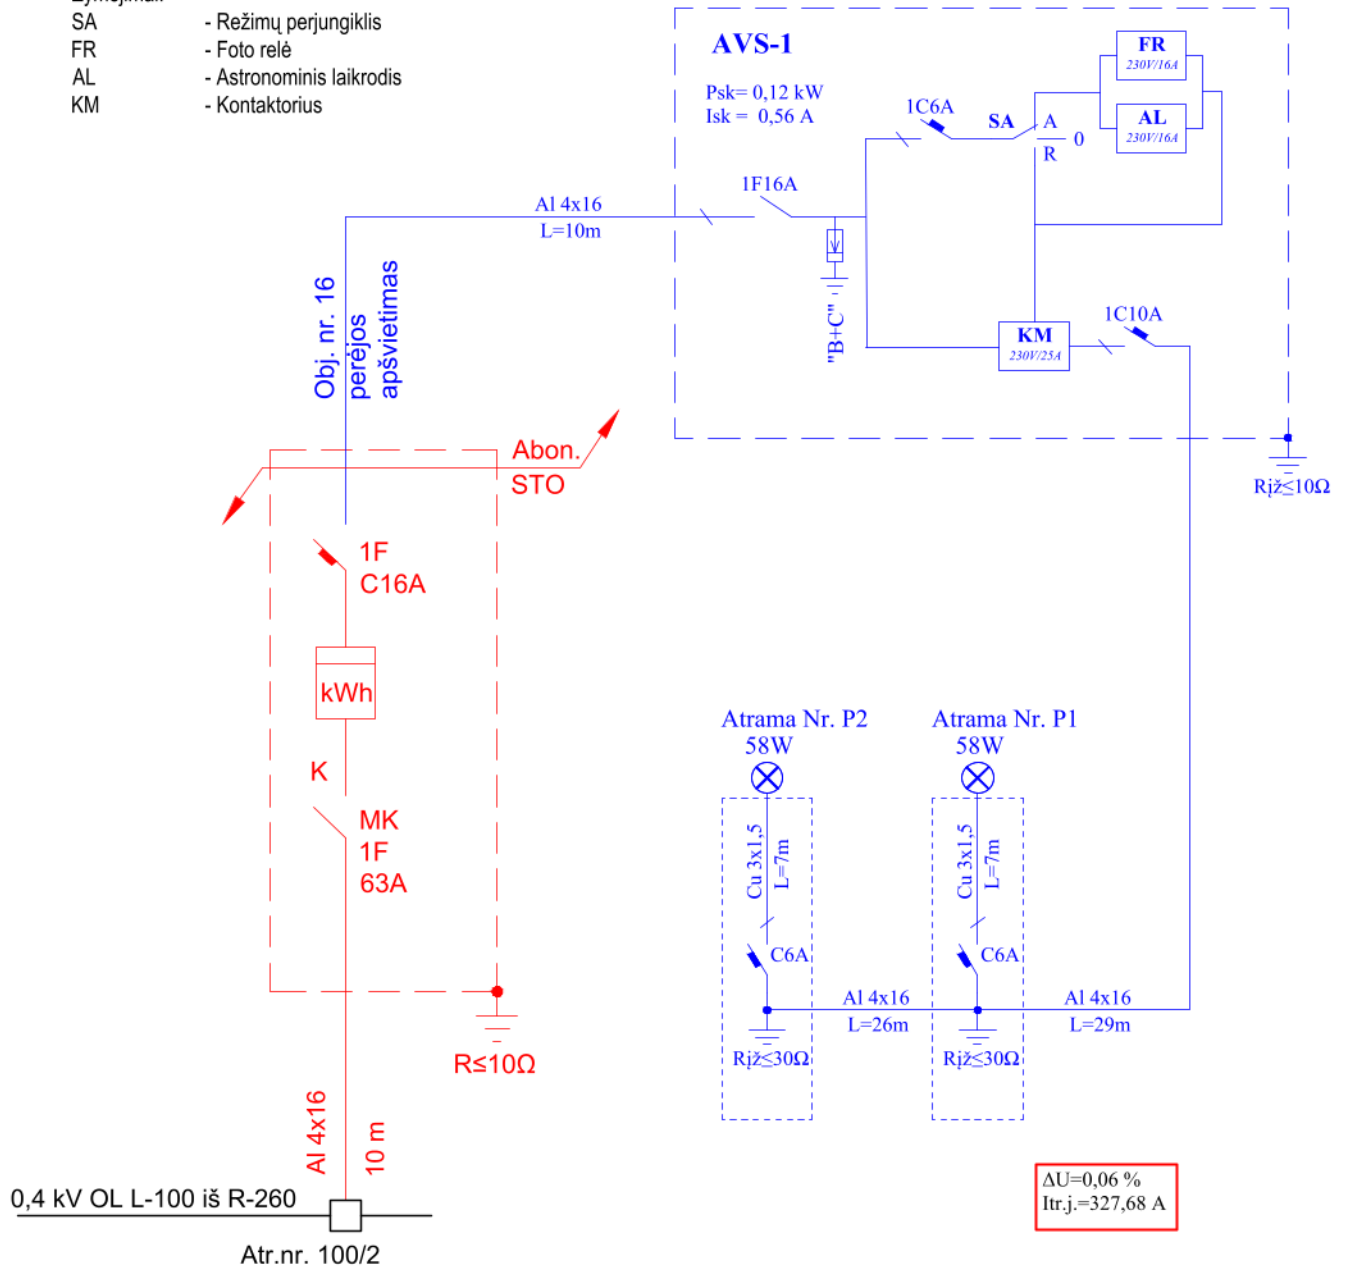 SA - Režimų perjungiklis
FR - Foto relė
AL - Astronominis laikrodis
KM - Kontaktorius
AVS-1
Psk= 0,12 kW
Isk = 0,56 A
FR
230V/16A
AL
230V/16A
1C6A
SA
A
0
R
1F16A
Al 4x16
L=10m
"B+C"
KM
230V/25A
1C10A
Rįž≤10Ω
Obj. nr. 16
perėjos
apšvietimas
Abon.
STO
1F
C16A
kWh
K
MK
1F
63A
R≤10Ω
Al 4x16
10 m
0,4 kV OL L-100 iš R-260
Atr.nr. 100/2
Atrama Nr. P2
58W
Cu 3x1,5
L=7m
C6A
Rįž≤30Ω
Atrama Nr. P1
58W
Cu 3x1,5
L=7m
C6A
Rįž≤30Ω
Al 4x16
L=26m
Al 4x16
L=29m
ΔU=0,06 %
Itr.j.=327,68 A